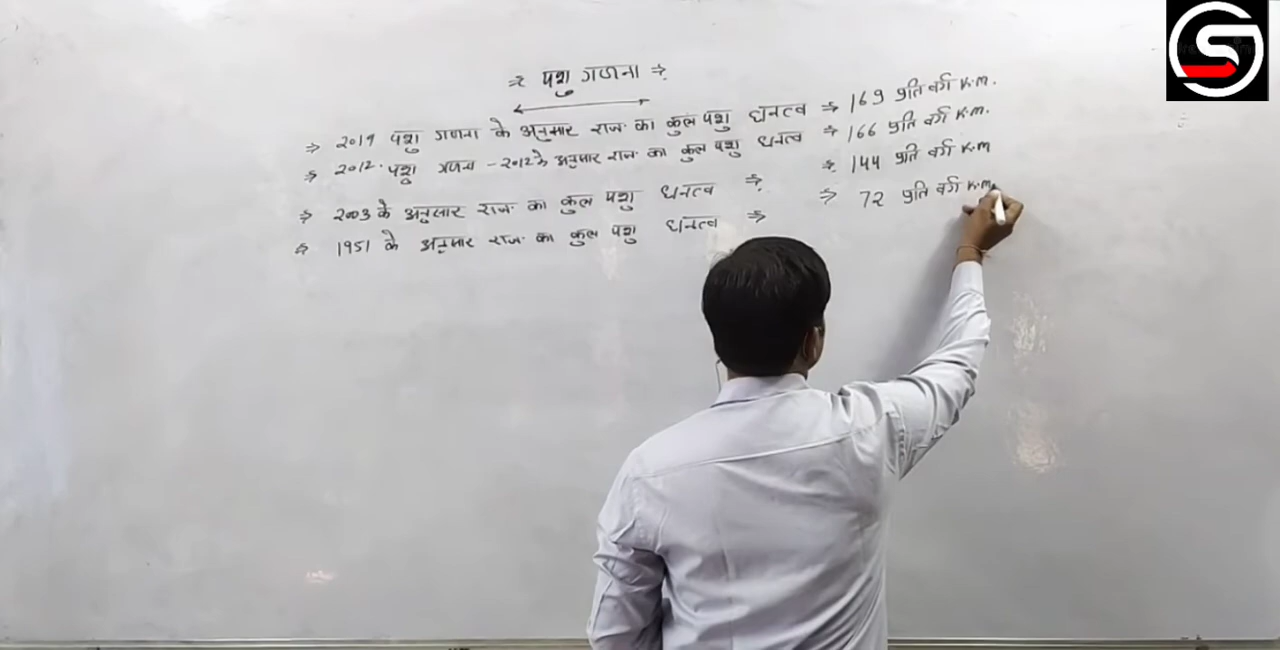 ⇒ पशु गणना ⇒
⇒ 2019 पशु गणना के अनुसार राज॰ का कुल पशु घनत्व ⇒ 169 प्रति वर्ग K.m.
⇒ 2012. पशु गणना - 2012 के अनुसार राज॰ का कुल पशु घनत्व ⇒ 166 प्रति वर्ग K.m.
⇒ 2003 के अनुसार राज॰ का कुल पशु घनत्व ⇒ ⇒ 144 प्रति वर्ग K.m
⇒ 1951 के अनुसार राज॰ का कुल पशु घनत्व ⇒ ⇒ 72 प्रति वर्ग K.m.